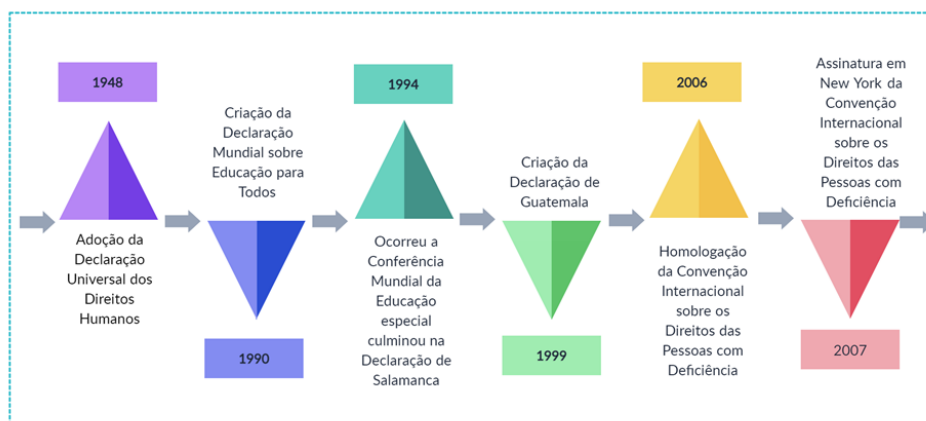 1948
Adoção da
Declaração
Universal dos
Direitos
Humanos
Criação da
Declaração
Mundial sobre
Educação para
Todos
1990
1994
Ocorreu a
Conferência
Mundial da
Educação
especial
culminou na
Declaração de
Salamanca
Criação da
Declaração de
Guatemala
1999
2006
Homologação
da Convenção
Internacional
sobre os
Direitos das
Pessoas com
Deficiência
Assinatura em
New York da
Convenção
Internacional
sobre os
Direitos das
Pessoas com
Deficiência
2007